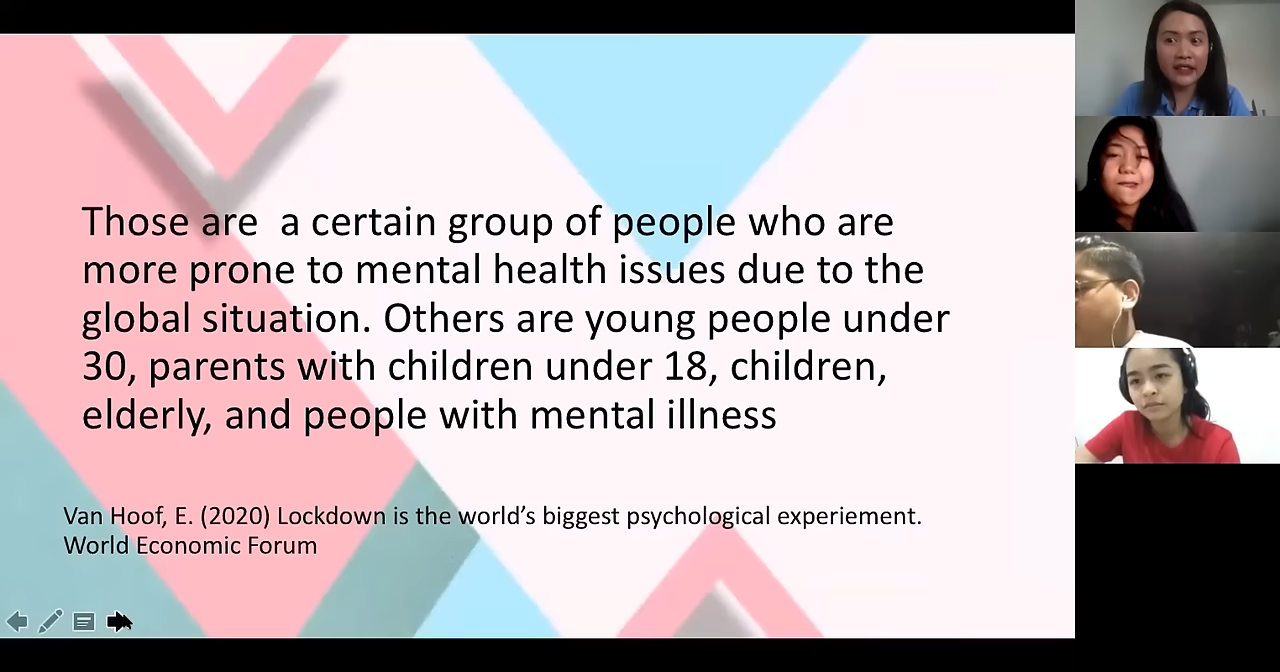 Those are  a certain group of people who are
more prone to mental health issues due to the
global situation. Others are young people under
30, parents with children under 18, children,
elderly, and people with mental illness
Van Hoof, E. (2020) Lockdown is the world’s biggest psychological experiement.
World Economic Forum